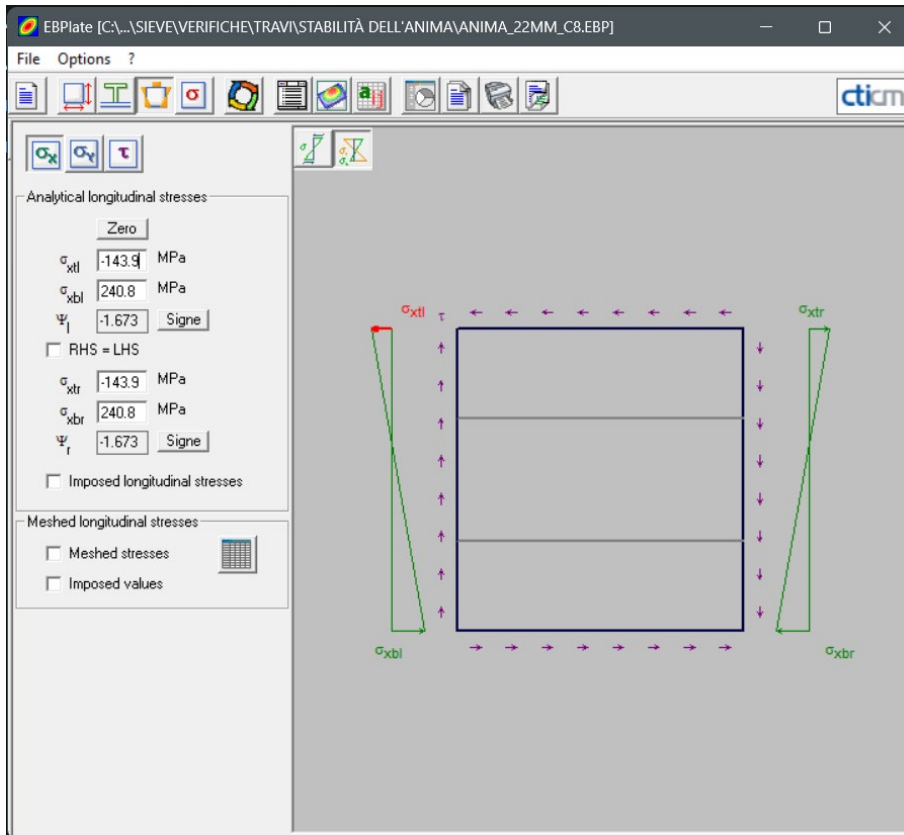 EBPlate [C:\...\SIEVE\VERIFICHE\TRAVI\STABILITÀ DELL'ANIMA\ANIMA_22MM_C8.EBP]
File Options ?
σ
a ij
cticm
σx σY τ
σ
σ σc
Analytical longitudinal stresses
Zero
σxtl -143.9 MPa
σxbl 240.8 MPa
Ψl -1.673 Signe
RHS = LHS
σxtr -143.9 MPa
σxbr 240.8 MPa
Ψr -1.673 Signe
Imposed longitudinal stresses
Meshed longitudinal stresses
Meshed stresses
Imposed values
σxtl τ σxtr
σxbl σxbr